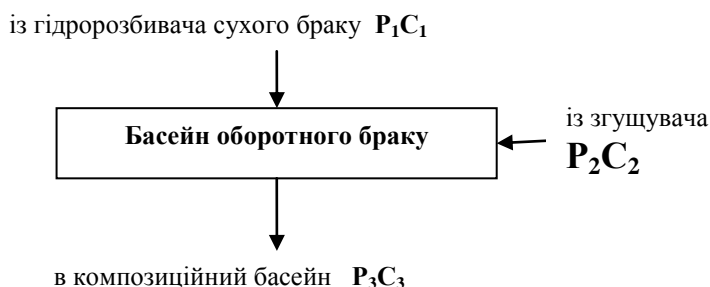 із гідророзбивача сухого браку P₁C₁
Басейн оборотного браку
із згущувача
P₂C₂
в композиційний басейн P₃C₃